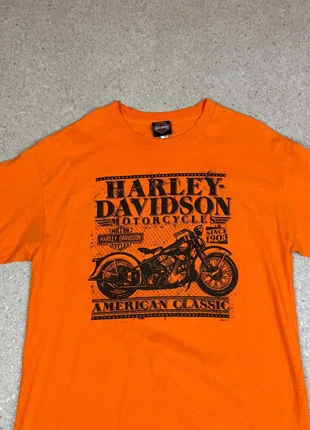 HARLEY-
DAVIDSON
MOTORCYCLES
HARLEY-DAVIDSON
SINCE
1903
AMERICAN CLASSIC